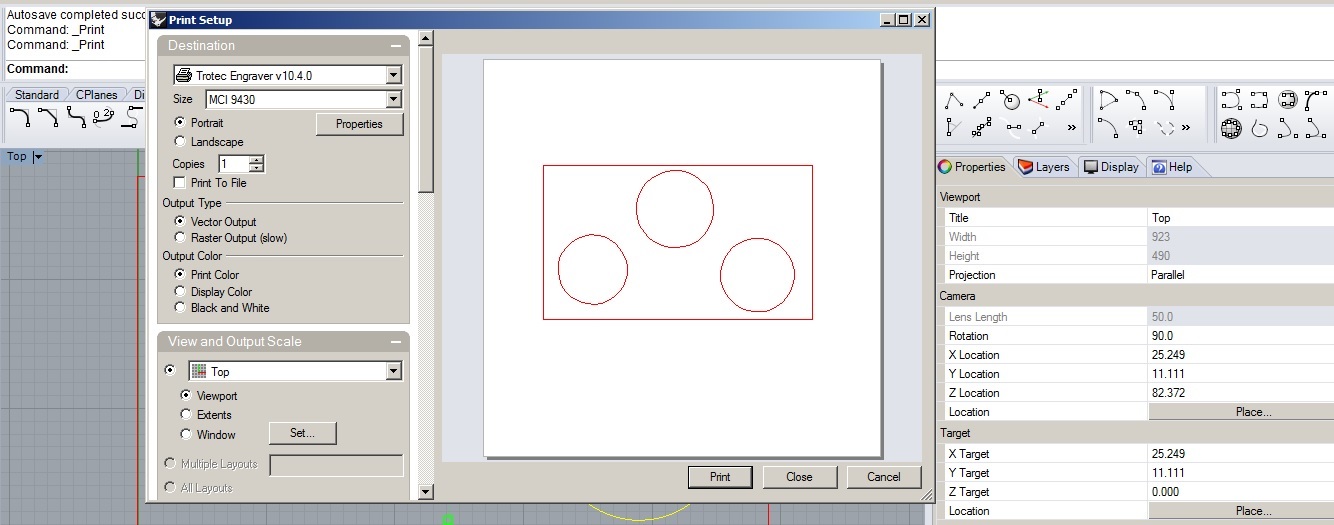 Autosave completed succ
Command: _Print
Command: _Print
Command:
Standard CPlanes Di
Top
Print Setup
Destination
Trotec Engraver v10.4.0
Size MCI 9430
Portrait
Properties
Landscape
Copies 1
Print To File
Output Type
Vector Output
Raster Output (slow)
Output Color
Print Color
Display Color
Black and White
View and Output Scale
Top
Viewport
Extents
Window Set...
Multiple Layouts
All Layouts
Print Close Cancel
Properties Layers Display Help
Viewport
Title Top
Width 923
Height 490
Projection Parallel
Camera
Lens Length 50.0
Rotation 90.0
X Location 25.249
Y Location 11.111
Z Location 82.372
Location Place...
Target
X Target 25.249
Y Target 11.111
Z Target 0.000
Location Place...